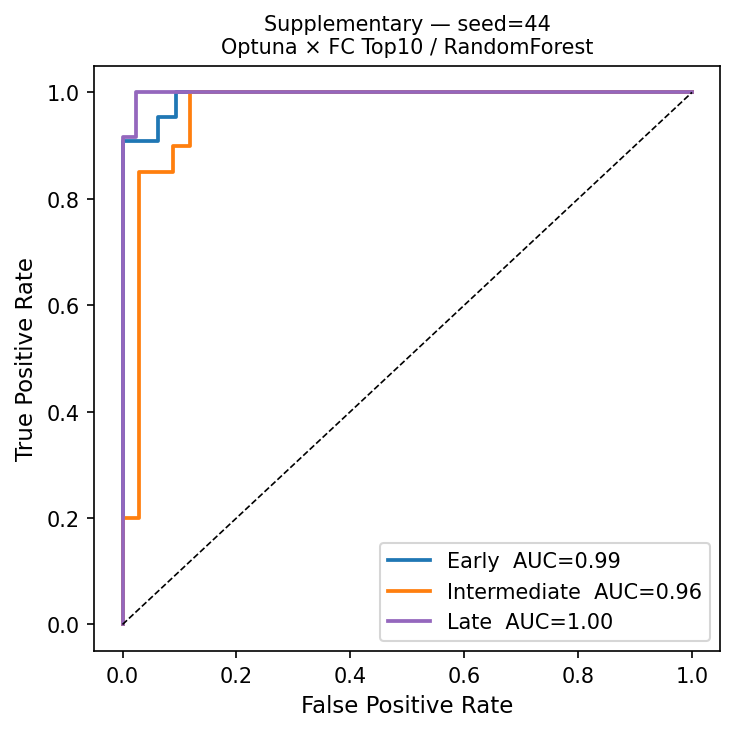 Supplementary — seed=44
Optuna × FC Top10 / RandomForest
True Positive Rate
1.0
0.8
0.6
0.4
0.2
0.0
Early  AUC=0.99
Intermediate  AUC=0.96
Late  AUC=1.00
0.0 0.2 0.4 0.6 0.8 1.0
False Positive Rate